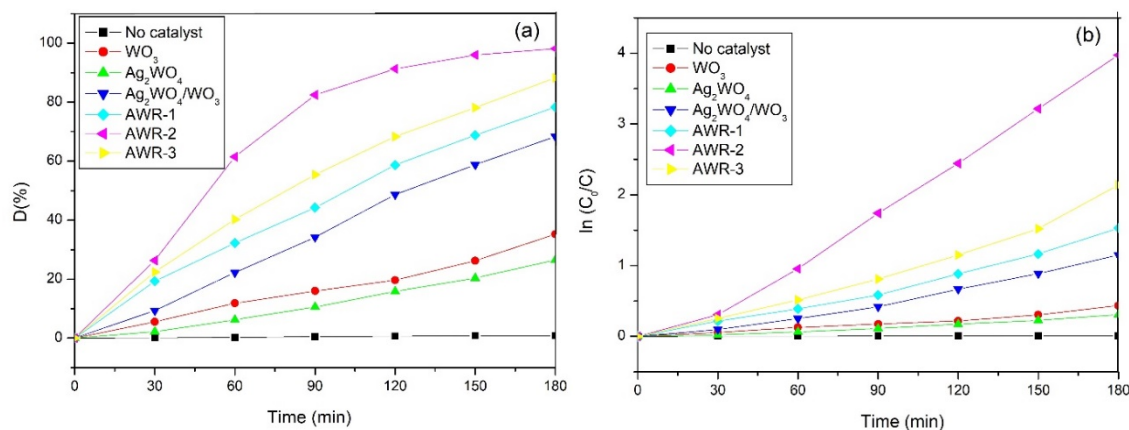 (a)
No catalyst
WO₃
Ag₂WO₄
Ag₂WO₄/WO₃
AWR-1
AWR-2
AWR-3
D(%)
100
80
60
40
20
0
0 30 60 90 120 150 180
Time (min)
(b)
No catalyst
WO₃
Ag₂WO₄
Ag₂WO₄/WO₃
AWR-1
AWR-2
AWR-3
ln (C₀/C)
4
3
2
1
0
0 30 60 90 120 150 180
Time (min)